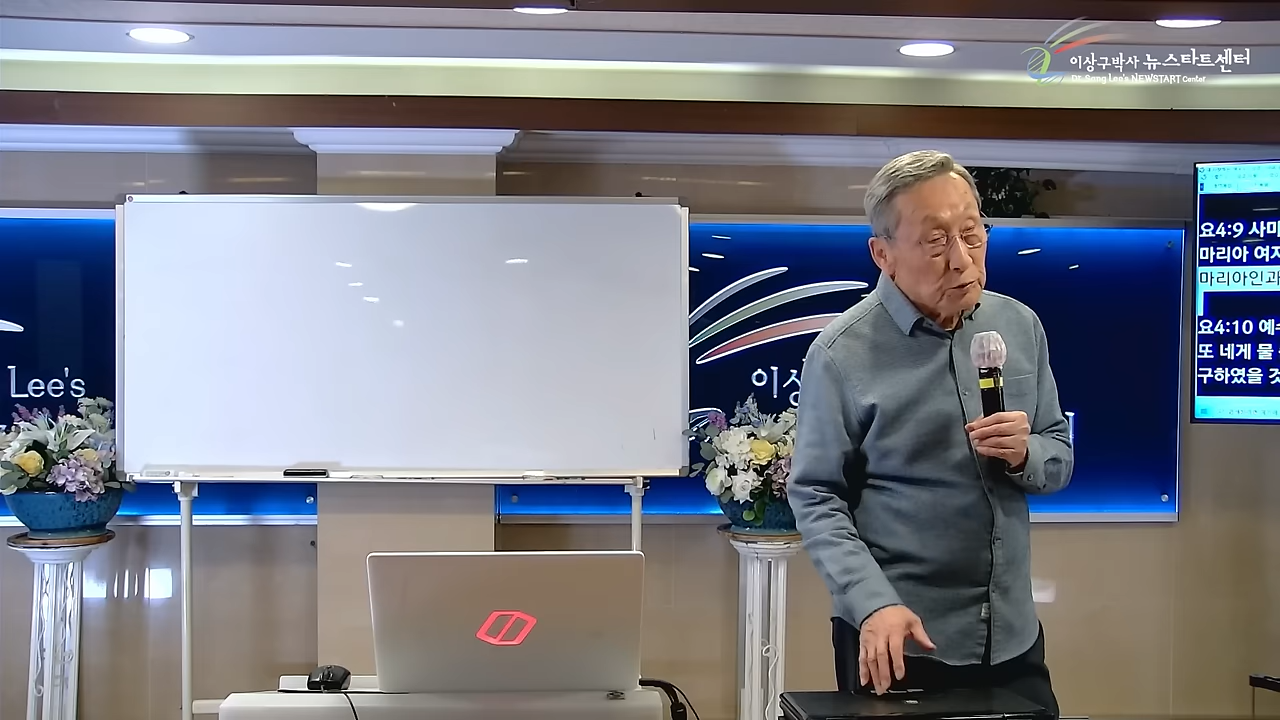 이상구박사 뉴스타트센터
Dr. Sang Lee's NEWSTART Center
Lee's
이상
요4:9 사마
마리아 여자
마리아인과
요4:10 예수
또 네게 물
구하였을 것